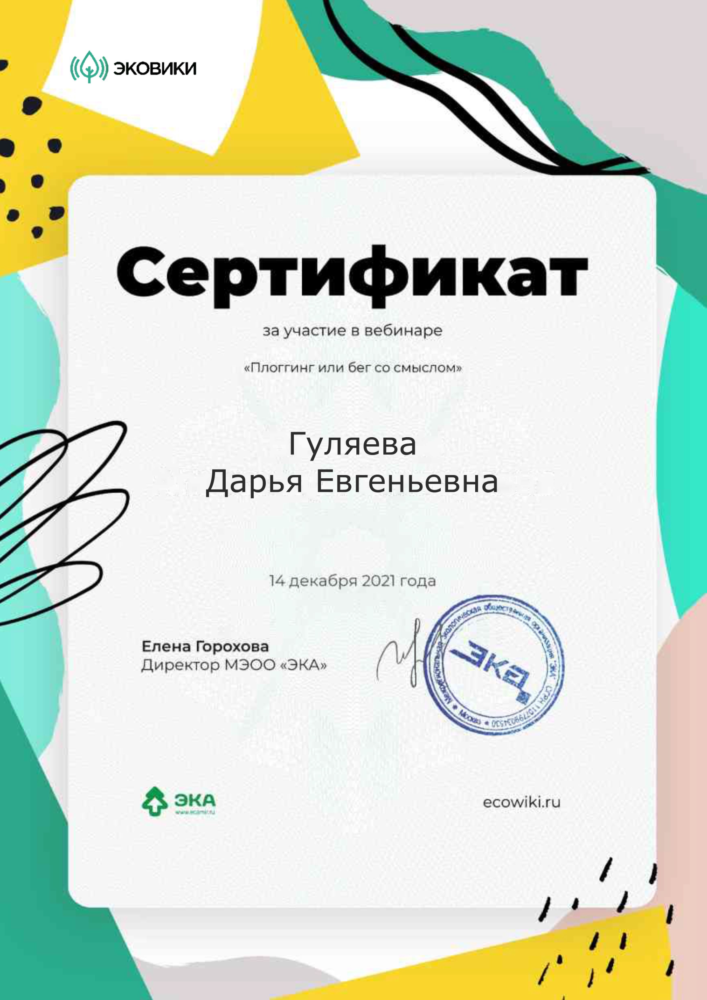 ЭКОВИКИ
Сертификат
за участие в вебинаре
«Плоггинг или бег со смыслом»
Гуляева
Дарья Евгеньевна
14 декабря 2021 года
Елена Горохова
Директор МЭОО «ЭКА»
Межрегиональная экологическая общественная организация "ЭКА" ОГРН 1107799034530
* Москва *
эка
ЭКА
www.ecamir.ru
ecowiki.ru